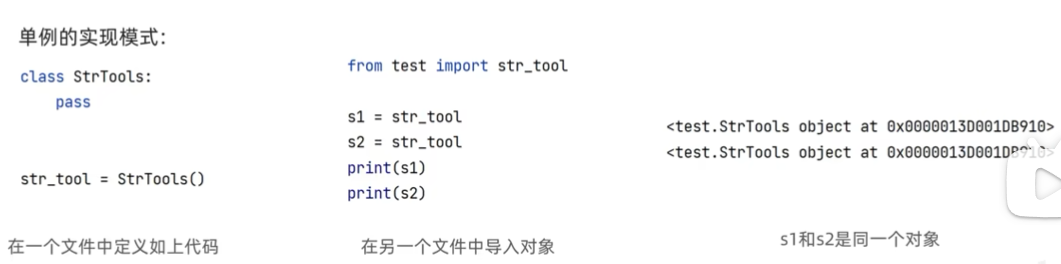 单例的实现模式：
class StrTools:
    pass
str_tool = StrTools()
在一个文件中定义如上代码
from test import str_tool
s1 = str_tool
s2 = str_tool
print(s1)
print(s2)
在另一个文件中导入对象
<test.StrTools object at 0x0000013D001DB910>
<test.StrTools object at 0x0000013D001DB910>
s1和s2是同一个对象